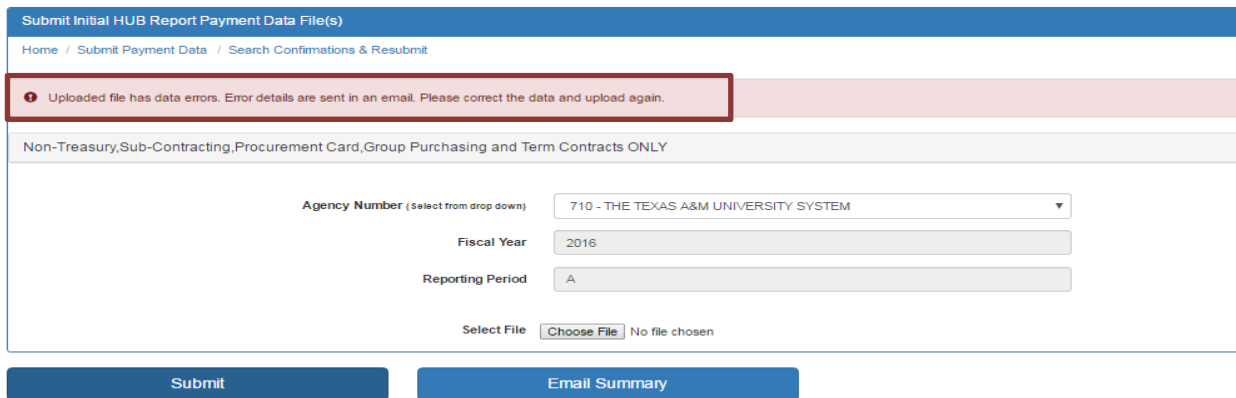 Submit Initial HUB Report Payment Data File(s)
Home / Submit Payment Data / Search Confirmations & Resubmit
Uploaded file has data errors. Error details are sent in an email. Please correct the data and upload again.
Non-Treasury,Sub-Contracting,Procurement Card,Group Purchasing and Term Contracts ONLY
Agency Number (Select from drop down) 710 - THE TEXAS A&M UNIVERSITY SYSTEM
Fiscal Year 2016
Reporting Period A
Select File Choose File No file chosen
Submit Email Summary